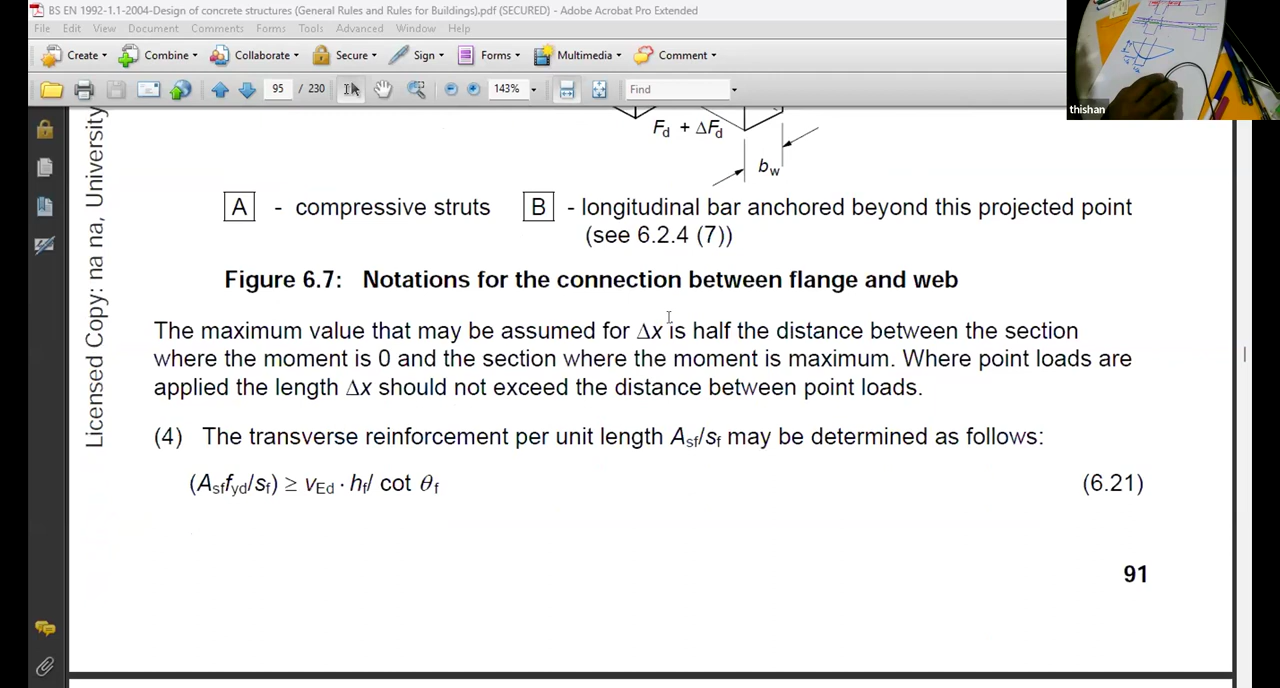 BS EN 1992-1.1-2004-Design of concrete structures (General Rules and Rules for Buildings).pdf (SECURED) - Adobe Acrobat Pro Extended
File Edit View Document Comments Forms Tools Advanced Window Help
Create Combine Collaborate Secure Sign Forms Multimedia Comment
95 / 230 143% Find
thishan
Fd + ΔFd
bw
Licensed Copy: na na, University
A - compressive struts B - longitudinal bar anchored beyond this projected point
(see 6.2.4 (7))
Figure 6.7: Notations for the connection between flange and web
The maximum value that may be assumed for Δx is half the distance between the section
where the moment is 0 and the section where the moment is maximum. Where point loads are
applied the length Δx should not exceed the distance between point loads.
(4) The transverse reinforcement per unit length Asf/sf may be determined as follows:
(Asffyd/sf) ≥ vEd · hf/ cot θf (6.21)
91